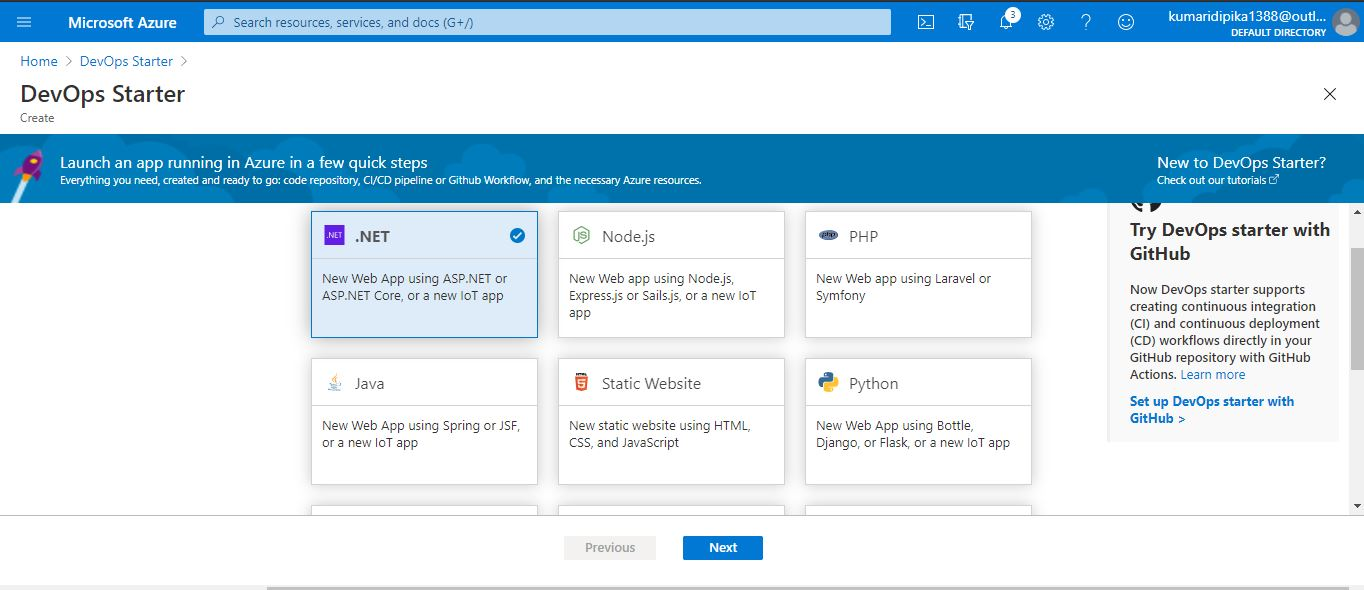 Microsoft Azure
Search resources, services, and docs (G+/)
3
kumaridipika1388@outl...
DEFAULT DIRECTORY
Home > DevOps Starter >
DevOps Starter
Create
Launch an app running in Azure in a few quick steps
Everything you need, created and ready to go: code repository, CI/CD pipeline or Github Workflow, and the necessary Azure resources.
New to DevOps Starter?
Check out our tutorials
.NET
.NET
New Web App using ASP.NET or
ASP.NET Core, or a new IoT app
Node.js
New Web app using Node.js,
Express.js or Sails.js, or a new IoT
app
php
PHP
New Web app using Laravel or
Symfony
Java
New Web App using Spring or JSF,
or a new IoT app
Static Website
New static website using HTML,
CSS, and JavaScript
Python
New Web App using Bottle,
Django, or Flask, or a new IoT app
Try DevOps starter with
GitHub
Now DevOps starter supports
creating continuous integration
(CI) and continuous deployment
(CD) workflows directly in your
GitHub repository with GitHub
Actions. Learn more
Set up DevOps starter with
GitHub >
Previous
Next